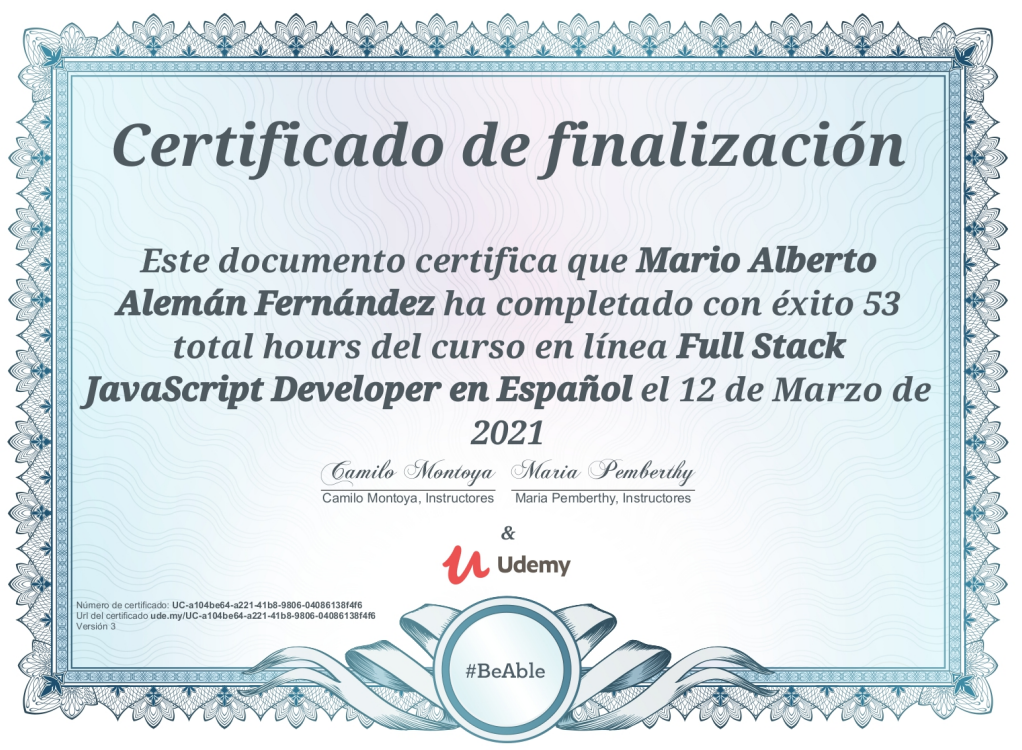 Certificado de finalización
Este documento certifica que Mario Alberto
Alemán Fernández ha completado con éxito 53
total hours del curso en línea Full Stack
JavaScript Developer en Español el 12 de Marzo de
2021
Camilo Montoya Maria Pemberthy
Camilo Montoya, Instructores Maria Pemberthy, Instructores
&
Udemy
Número de certificado: UC-a104be64-a221-41b8-9806-04086138f4f6
Url del certificado ude.my/UC-a104be64-a221-41b8-9806-04086138f4f6
Versión 3
#BeAble